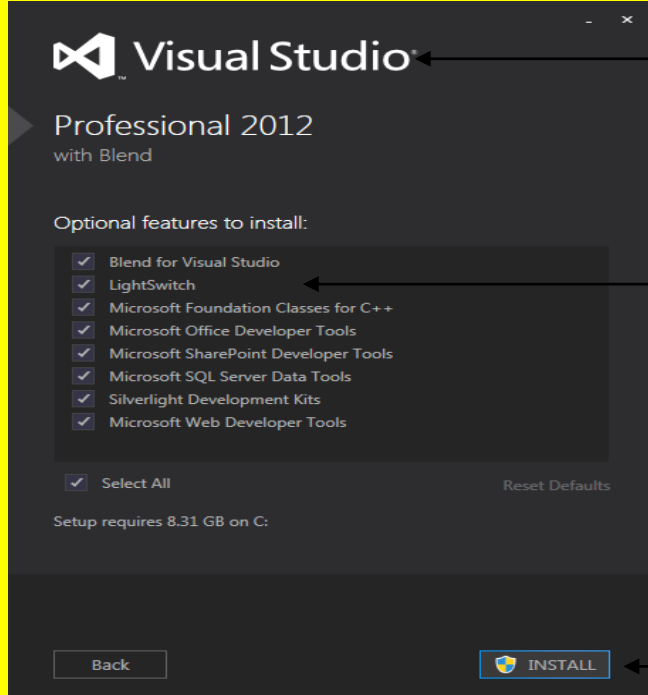 Visual Studio®
™
Professional 2012
with Blend
Optional features to install:
Blend for Visual Studio
LightSwitch
Microsoft Foundation Classes for C++
Microsoft Office Developer Tools
Microsoft SharePoint Developer Tools
Microsoft SQL Server Data Tools
Silverlight Development Kits
Microsoft Web Developer Tools
Select All
Reset Defaults
Setup requires 8.31 GB on C:
Back
INSTALL